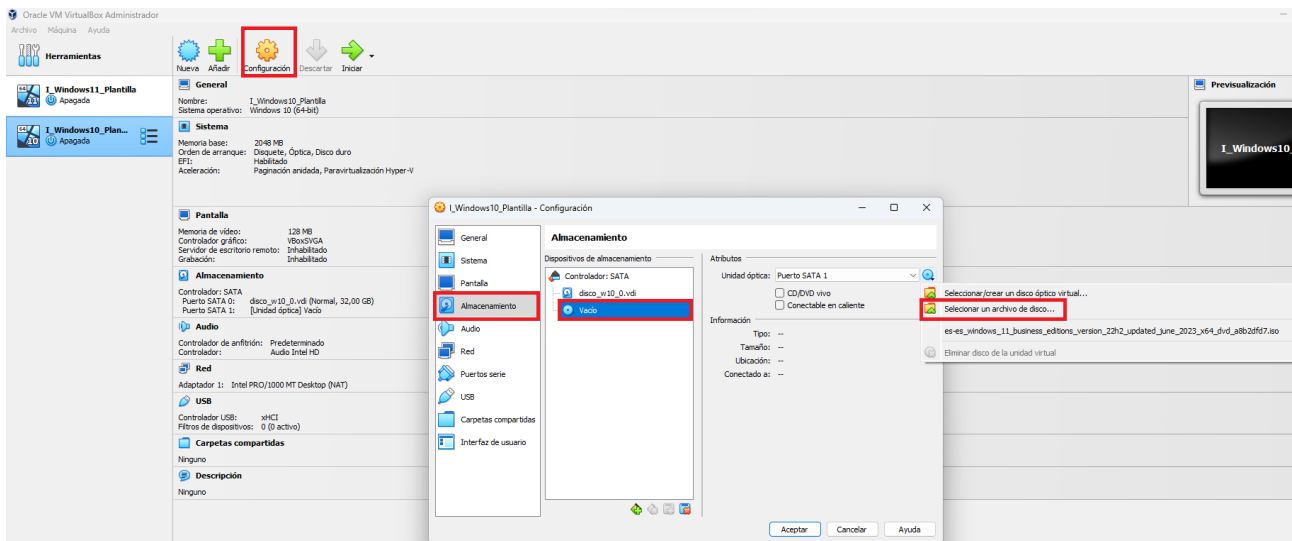 Oracle VM VirtualBox Administrador
Archivo Máquina Ayuda
Herramientas
Nueva Añadir Configuración Descartar Iniciar
64
11
I_Windows11_Plantilla
Apagada
64
10
I_Windows10_Plan...
Apagada
General
Nombre: I_Windows10_Plantilla
Sistema operativo: Windows 10 (64-bit)
Sistema
Memoria base: 2048 MB
Orden de arranque: Disquete, Óptica, Disco duro
EFI: Habilitado
Aceleración: Paginación anidada, Paravirtualización Hyper-V
Pantalla
Memoria de vídeo: 128 MB
Controlador gráfico: VBoxSVGA
Servidor de escritorio remoto: Inhabilitado
Grabación: Inhabilitado
Almacenamiento
Controlador: SATA
Puerto SATA 0: disco_w10_0.vdi (Normal, 32,00 GB)
Puerto SATA 1: [Unidad óptica] Vacío
Audio
Controlador de anfitrión: Predeterminado
Controlador: Audio Intel HD
Red
Adaptador 1: Intel PRO/1000 MT Desktop (NAT)
USB
Controlador USB: xHCI
Filtros de dispositivos: 0 (0 activo)
Carpetas compartidas
Ninguno
Descripción
Ninguno
Previsualización
I_Windows10_
I_Windows10_Plantilla - Configuración
General
Sistema
Pantalla
Almacenamiento
Audio
Red
Puertos serie
USB
Carpetas compartidas
Interfaz de usuario
Almacenamiento
Dispositivos de almacenamiento
Controlador: SATA
disco_w10_0.vdi
Vacío
Atributos
Unidad óptica: Puerto SATA 1
CD/DVD vivo
Conectable en caliente
Información
Tipo: --
Tamaño: --
Ubicación: --
Conectado a: --
Seleccionar/crear un disco óptico virtual...
Selecionar un archivo de disco...
es-es_windows_11_business_editions_version_22h2_updated_june_2023_x64_dvd_a8b2dfd7.iso
Eliminar disco de la unidad virtual
Aceptar Cancelar Ayuda